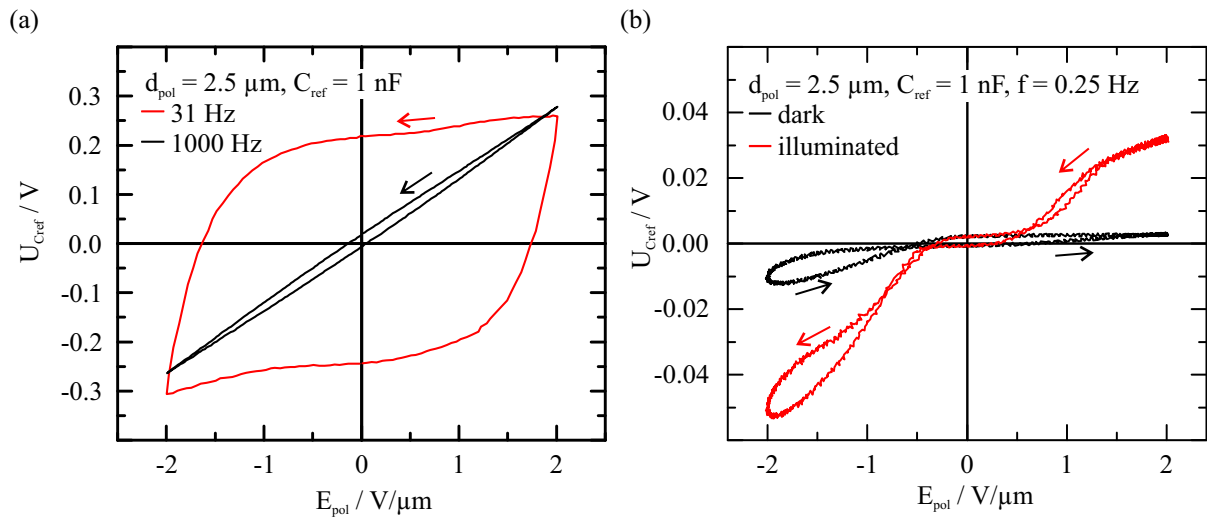 (a)
d_pol = 2.5 µm, C_ref = 1 nF
31 Hz
1000 Hz
0.3
0.2
0.1
0.0
-0.1
-0.2
-0.3
U_Cref / V
-2 -1 0 1 2
E_pol / V/µm
(b)
d_pol = 2.5 µm, C_ref = 1 nF, f = 0.25 Hz
dark
illuminated
0.04
0.02
0.00
-0.02
-0.04
U_Cref / V
-2 -1 0 1 2
E_pol / V/µm